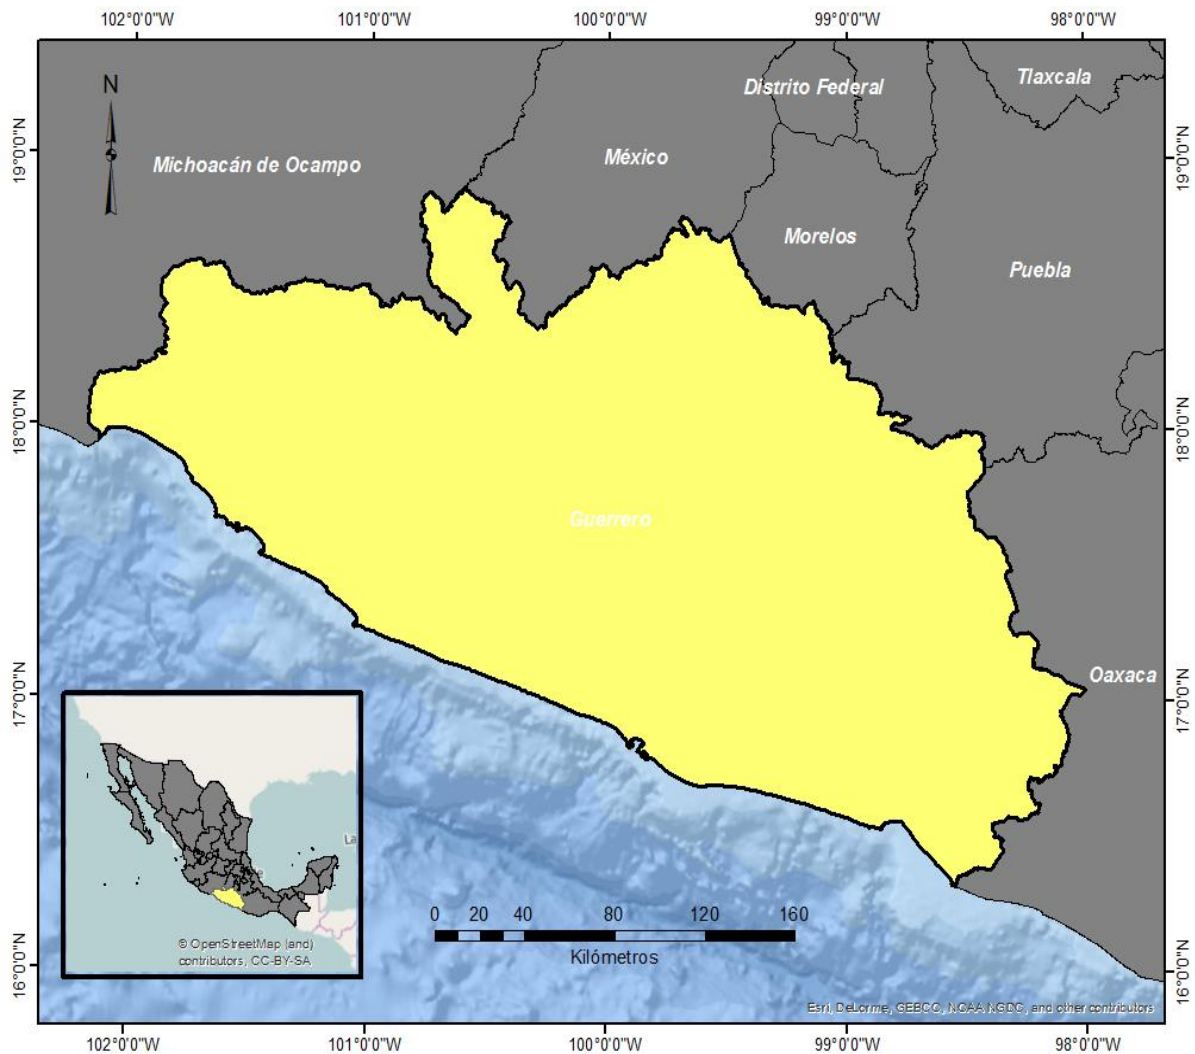 102°0'0"W 101°0'0"W 100°0'0"W 99°0'0"W 98°0'0"W
N
Tlaxcala
Distrito Federal
19°0'0"N
19°0'0"N
Michoacán de Ocampo
México
Morelos
Puebla
18°0'0"N
18°0'0"N
Guerrero
Oaxaca
17°0'0"N
17°0'0"N
La
0 20 40 80 120 160
Kilómetros
© OpenStreetMap (and)
contributors, CC-BY-SA
16°0'0"N
16°0'0"N
Esri, DeLorme, GEBCO, NOAA NGDC, and other contributors
102°0'0"W 101°0'0"W 100°0'0"W 99°0'0"W 98°0'0"W